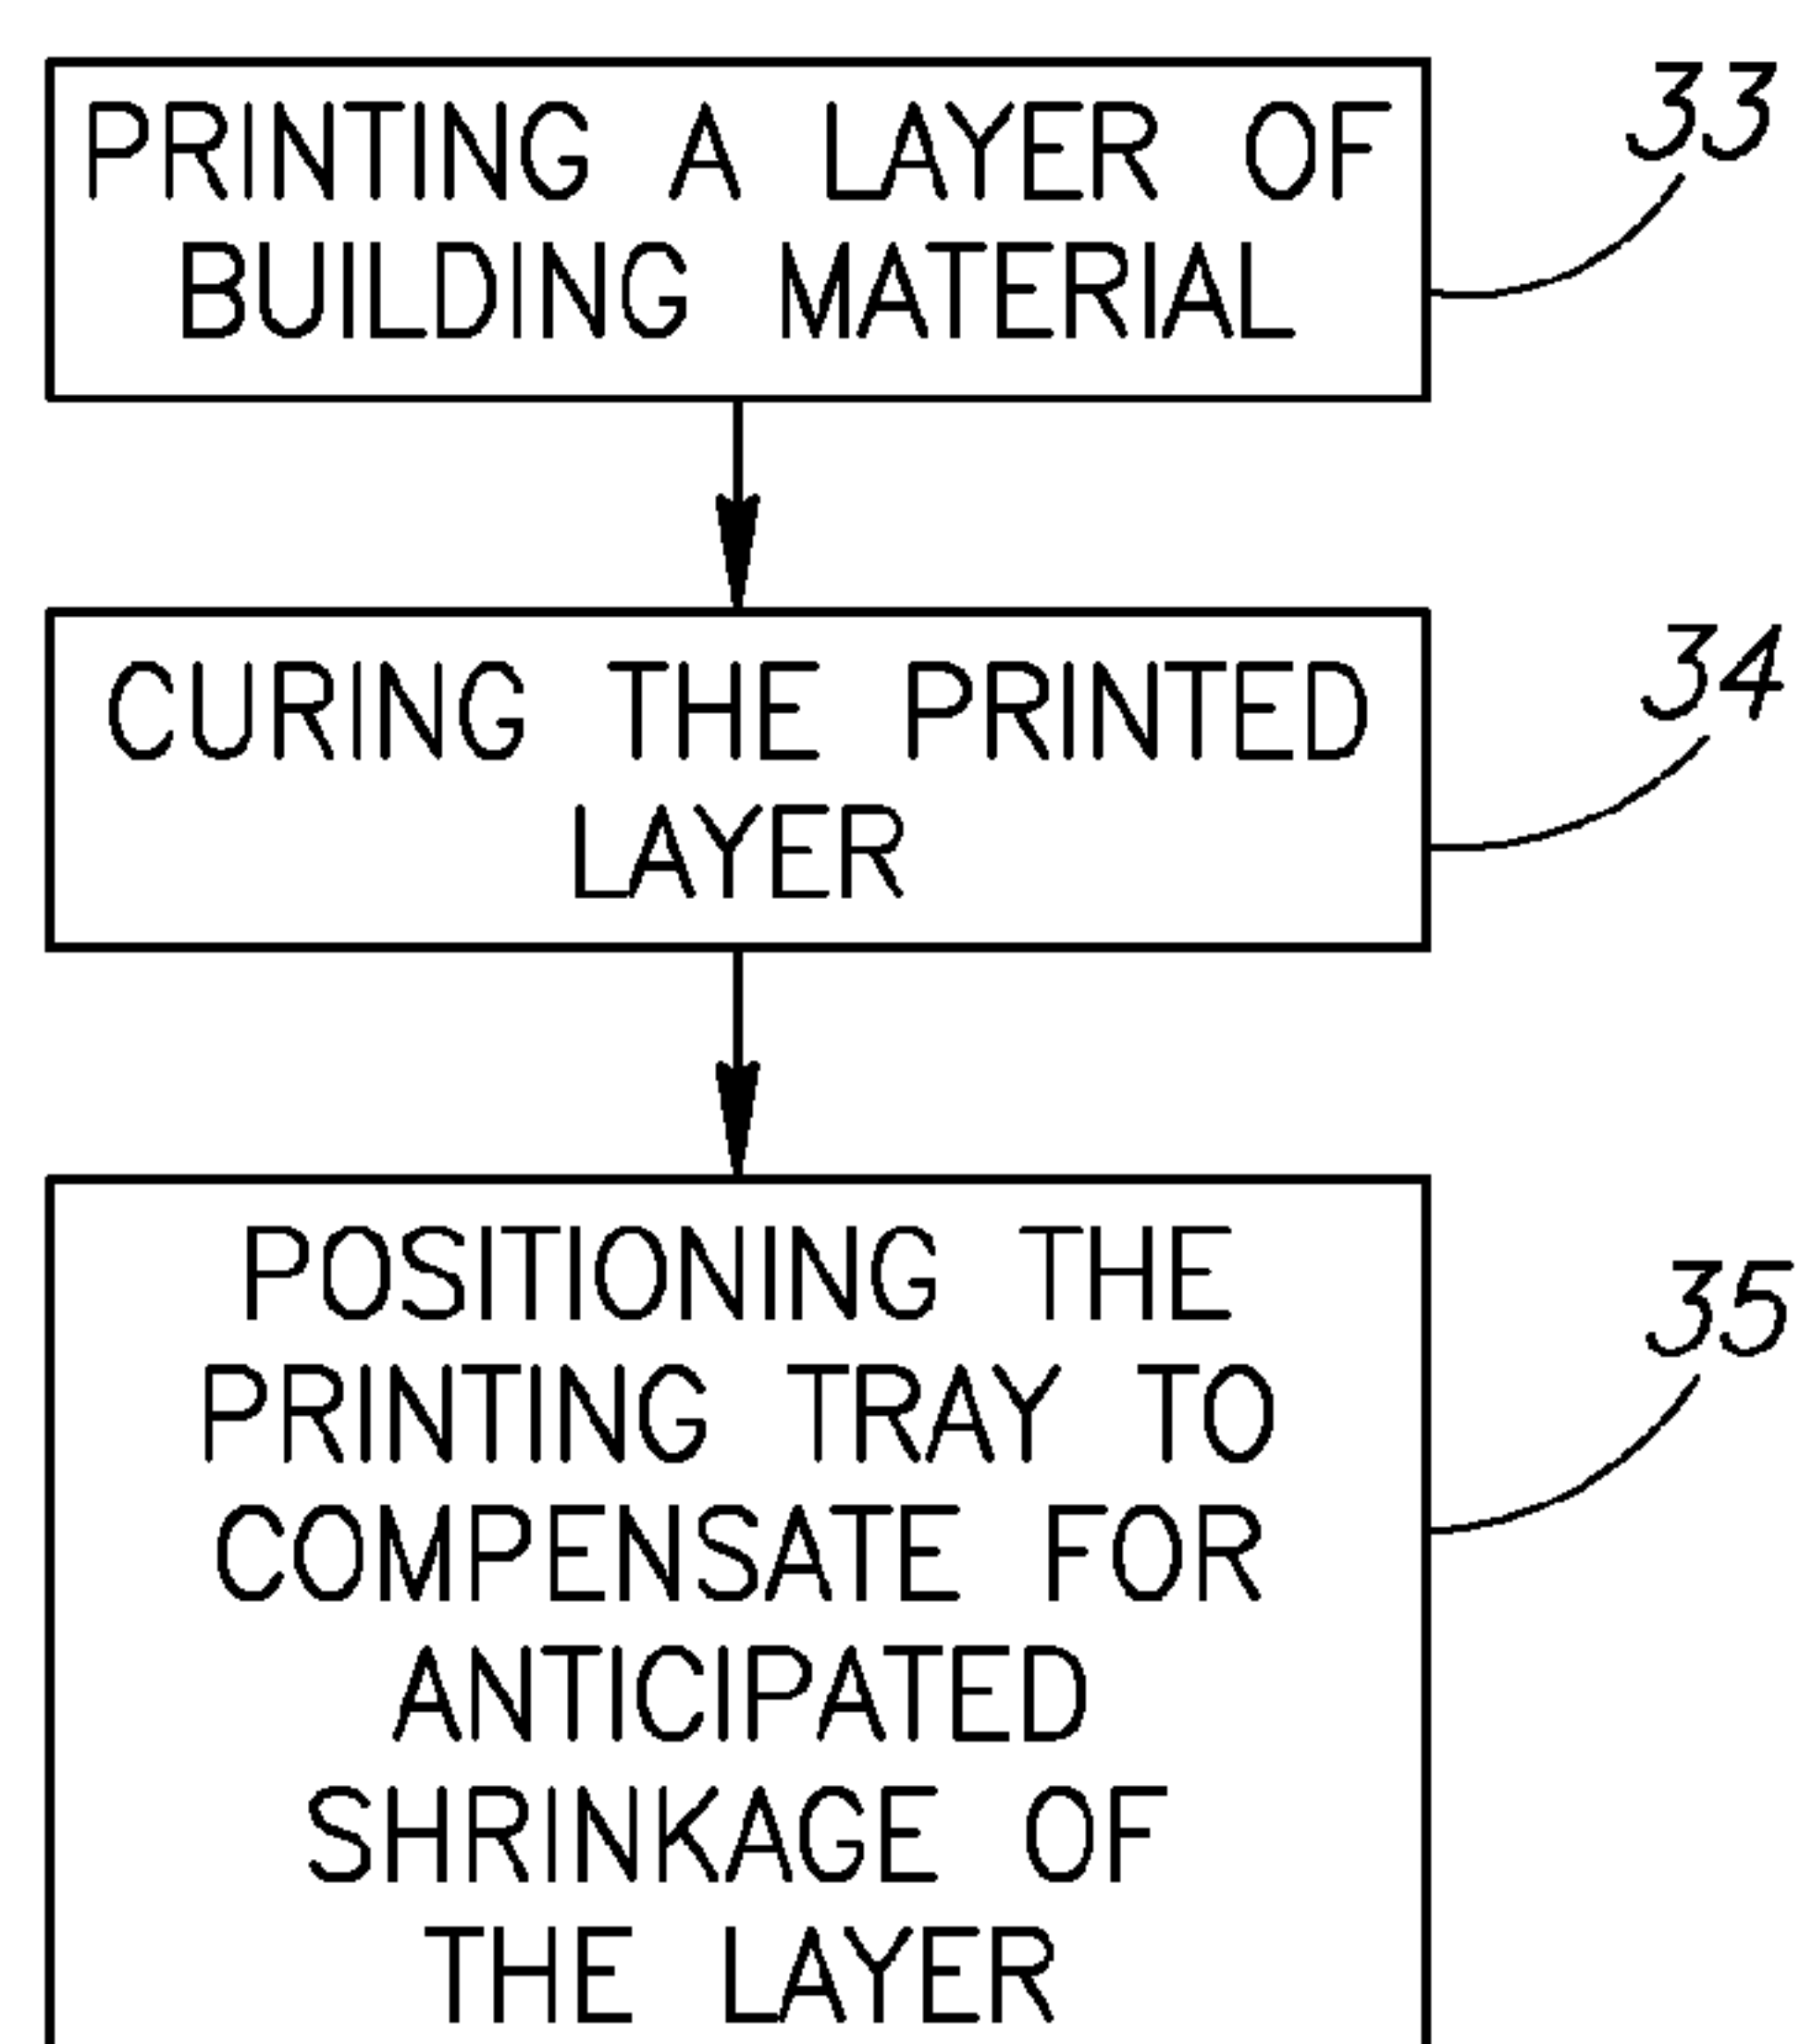 PRINTING A LAYER OF
BUILDING MATERIAL
33
CURING THE PRINTED
LAYER
34
POSITIONING THE
PRINTING TRAY TO
COMPENSATE FOR
ANTICIPATED
SHRINKAGE OF
THE LAYER
35